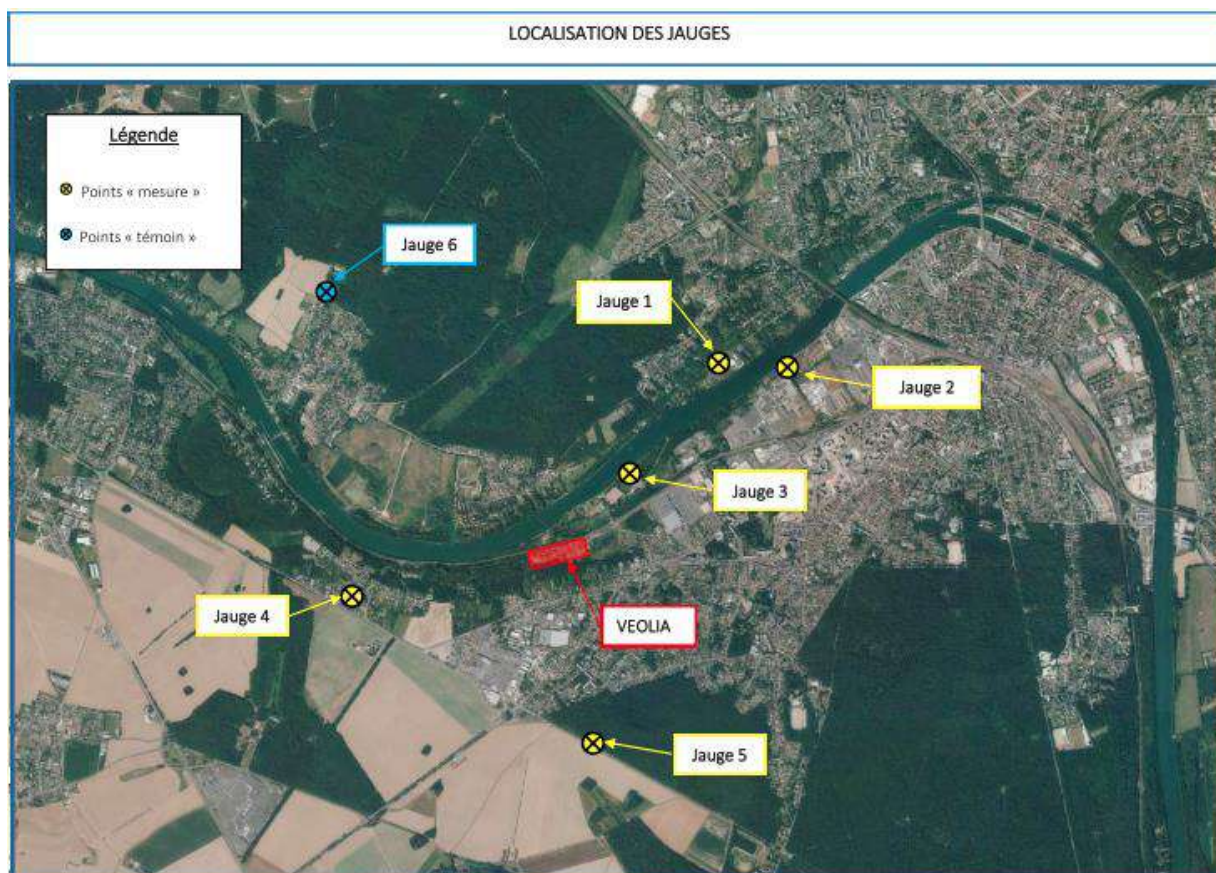 LOCALISATION DES JAUGES
Légende
Points « mesure »
Points « témoin »
Jauge 6
Jauge 1
Jauge 2
Jauge 3
Jauge 4
VEOLIA
Jauge 5